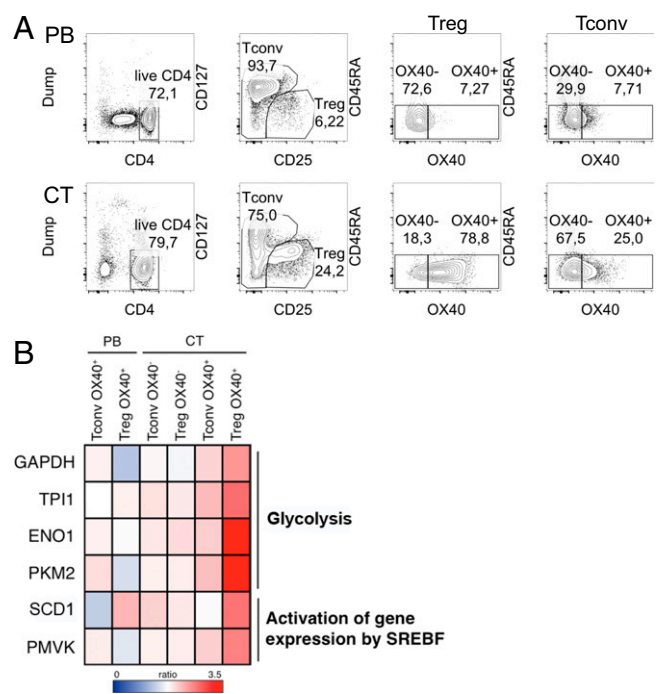 A
PB
Treg
Tconv
Dump
live CD4
72,1
CD4
CD127
Tconv
93,7
Treg
6,22
CD25
CD45RA
OX40-
72,6
OX40+
7,27
OX40
CD45RA
OX40-
29,9
OX40+
7,71
OX40
CT
Dump
live CD4
79,7
CD4
CD127
Tconv
75,0
Treg
24,2
CD25
CD45RA
OX40-
18,3
OX40+
78,8
OX40
CD45RA
OX40-
67,5
OX40+
25,0
OX40
B
PB
CT
Tconv OX40⁺
Treg OX40⁺
Tconv OX40⁻
Treg OX40⁻
Tconv OX40⁺
Treg OX40⁺
GAPDH
TPI1
ENO1
PKM2
SCD1
PMVK
Glycolysis
Activation of gene
expression by SREBF
0 ratio 3.5